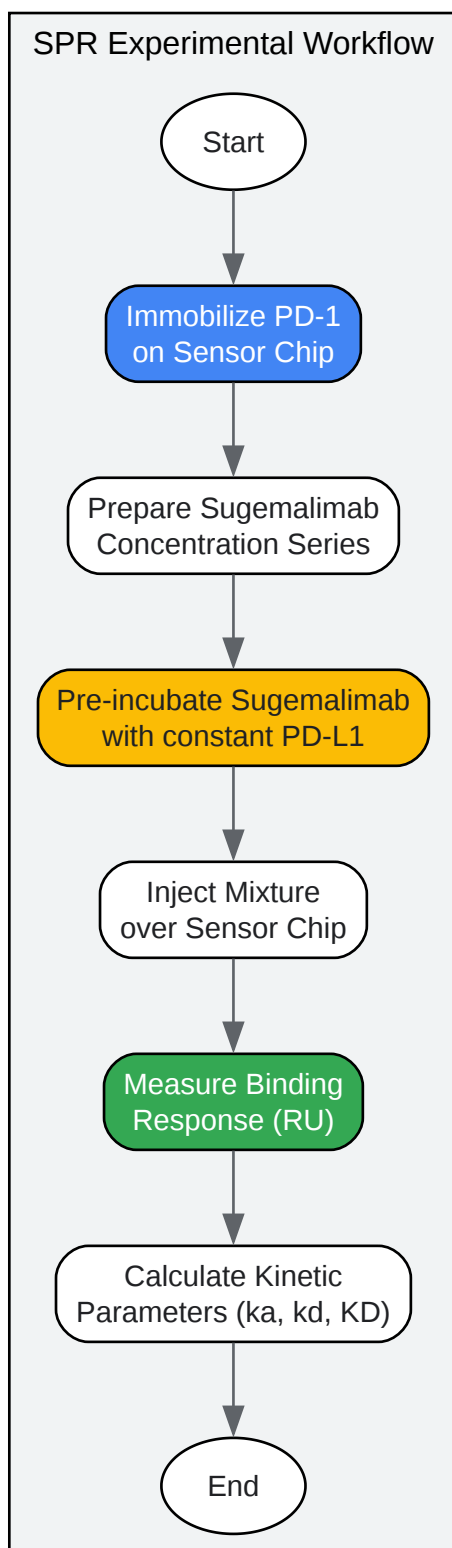 SPR Experimental Workflow
Start
Immobilize PD-1
on Sensor Chip
Prepare Sugemalimab
Concentration Series
Pre-incubate Sugemalimab
with constant PD-L1
Inject Mixture
over Sensor Chip
Measure Binding
Response (RU)
Calculate Kinetic
Parameters (ka, kd, KD)
End